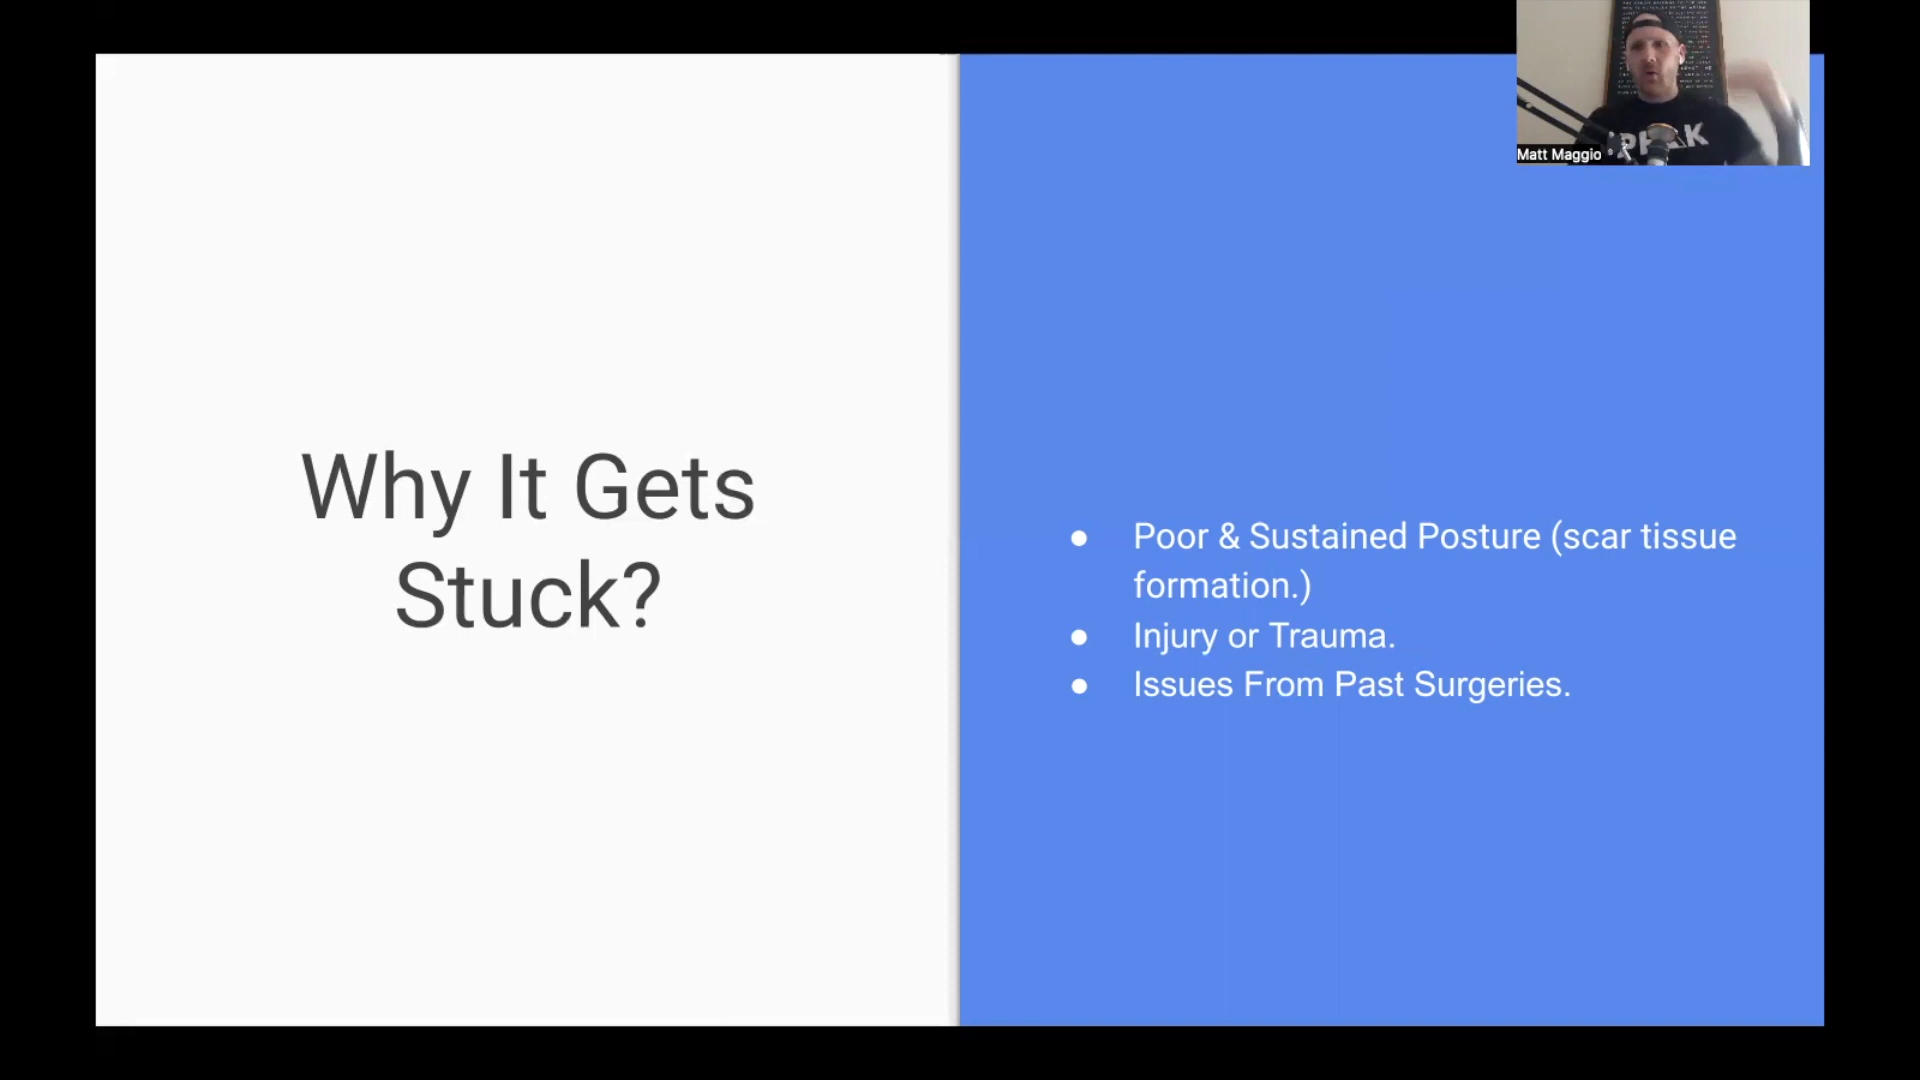 Why It Gets
Stuck?
● Poor & Sustained Posture (scar tissue
formation.)
● Injury or Trauma.
● Issues From Past Surgeries.
Matt Maggio